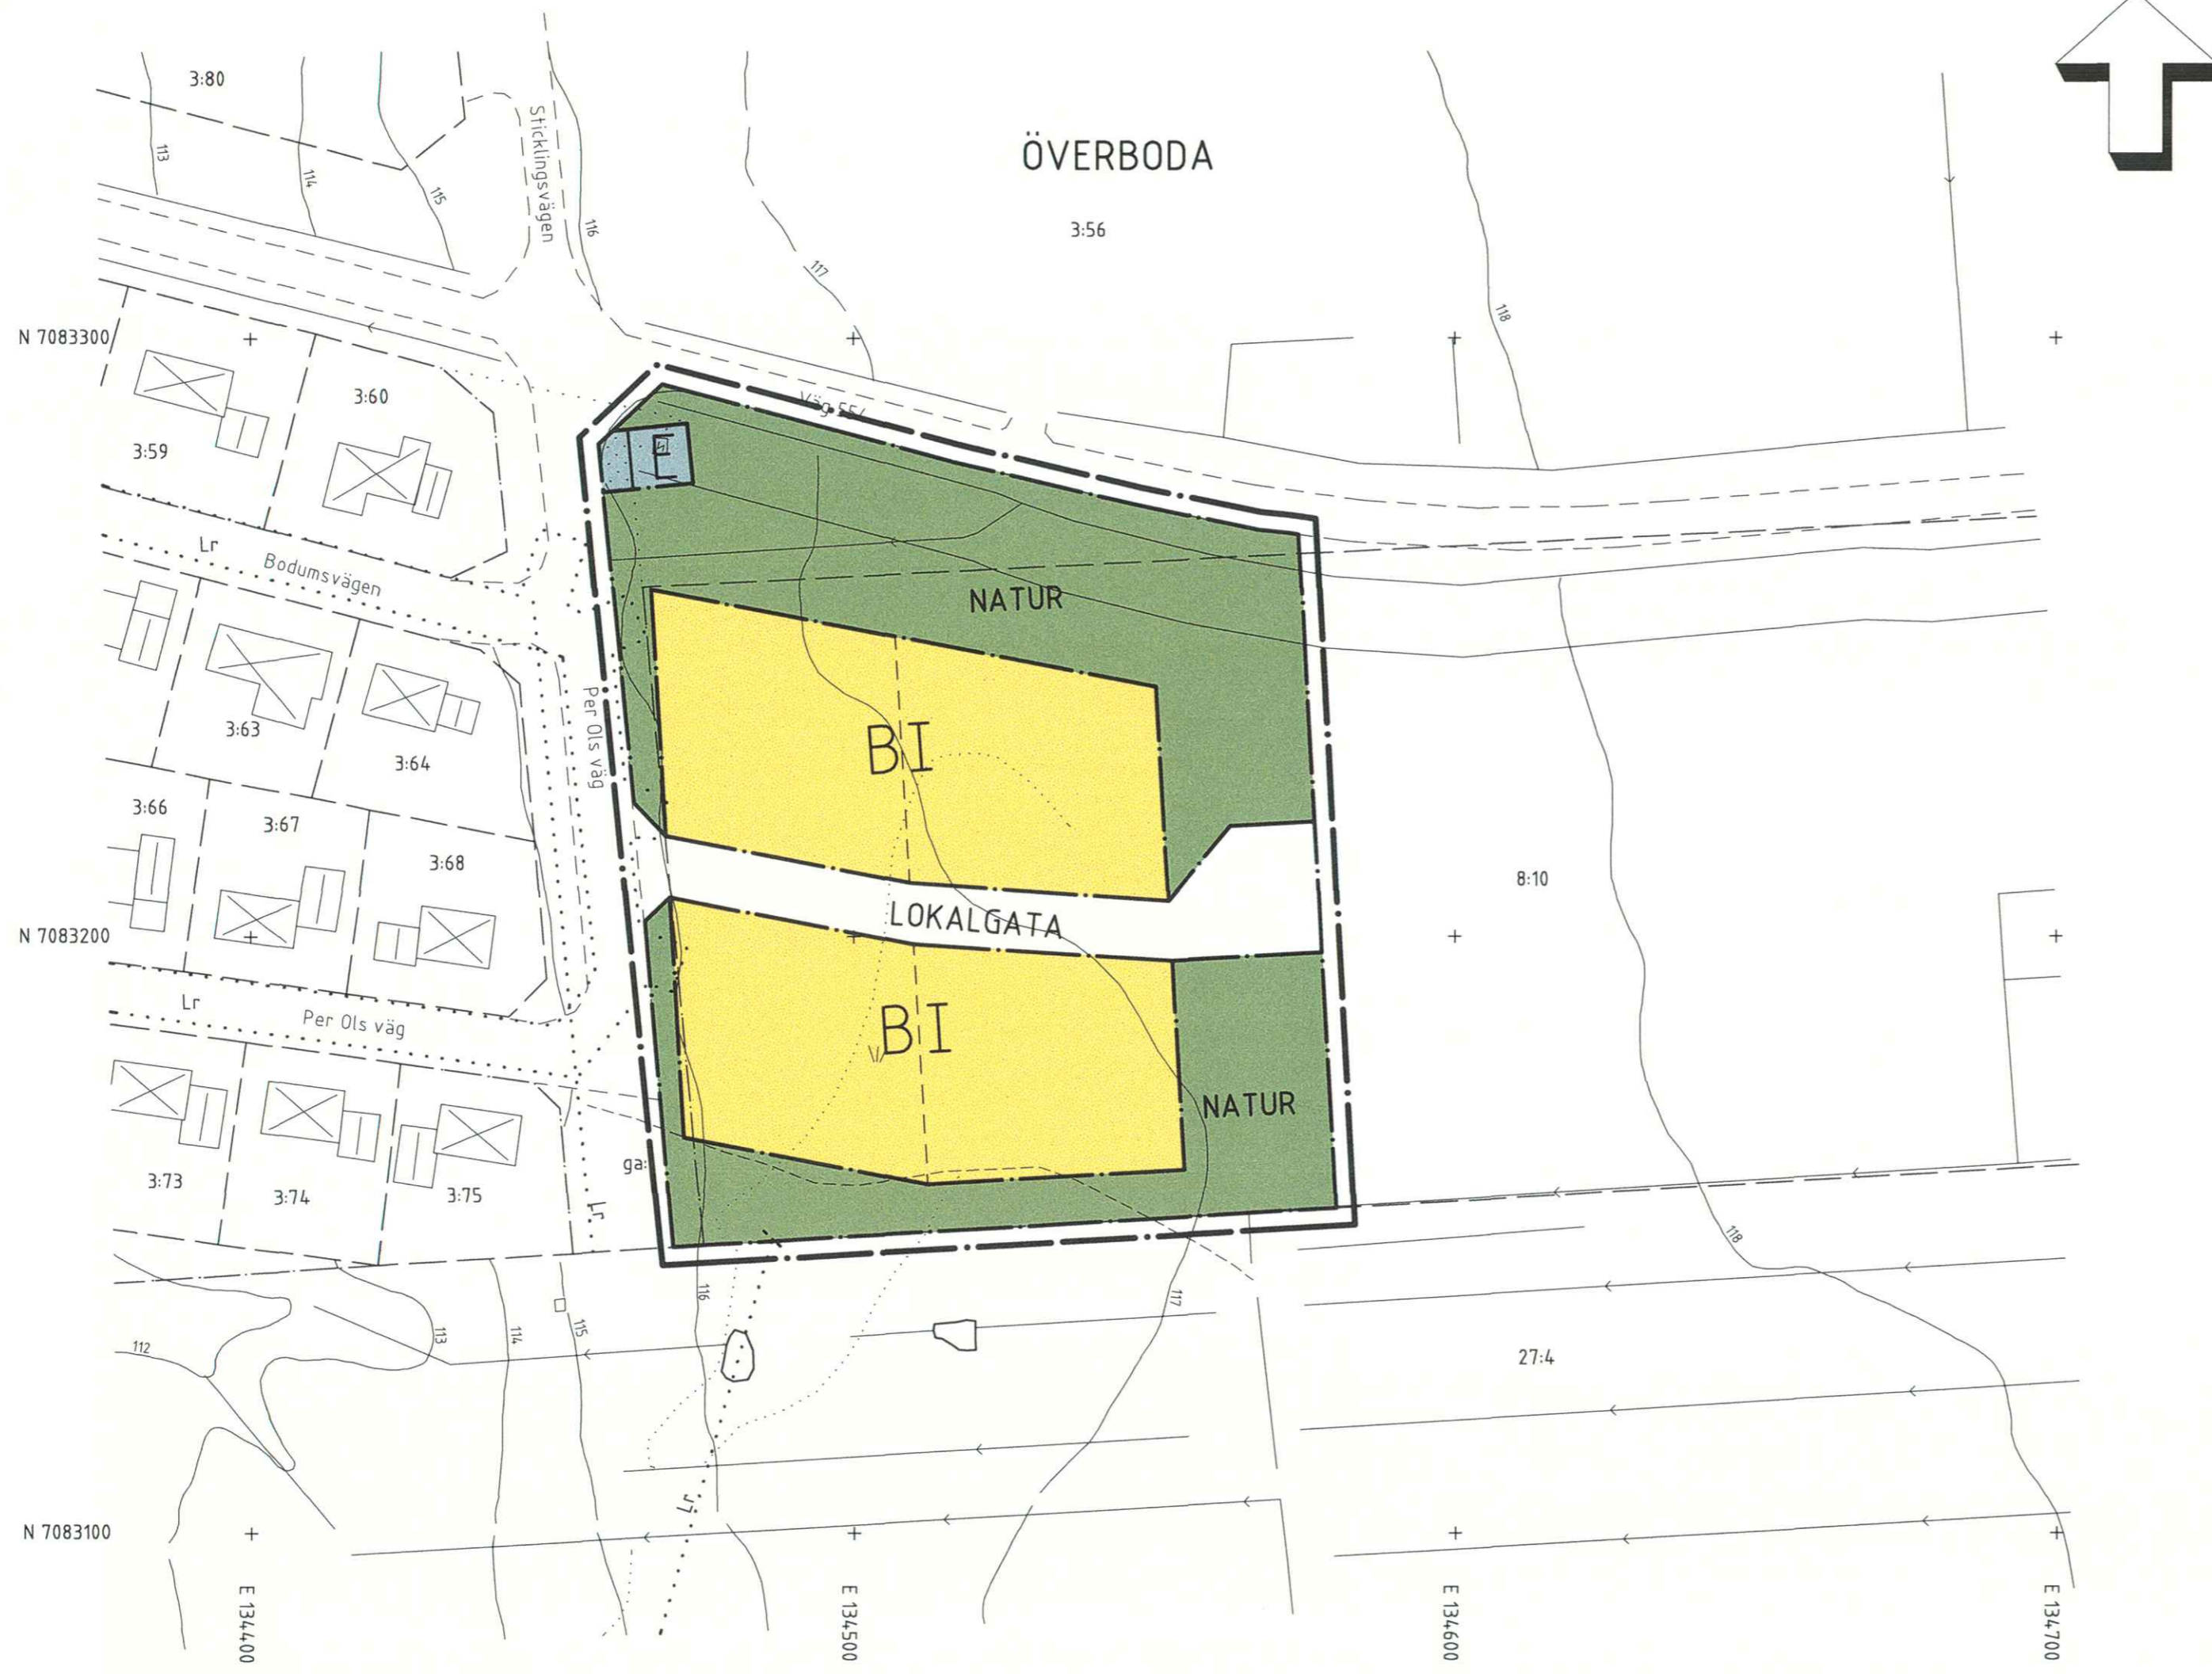 3:80
113
114
115
Sticklingsvägen
116
ÖVERBODA
3:56
117
118
N 7083300
3:60
3:59
Väg 554
E
Lr
Bodumsvägen
NATUR
3:63
3:64
Per Ols väg
BI
3:66
3:67
3:68
8:10
LOKALGATA
N 7083200
Lr
Per Ols väg
BI
NATUR
ga:
3:73
3:74
3:75
Lr
118
116
117
112
113
114
115
27:4
N 7083100
E 134400
E 134500
E 134600
E 134700